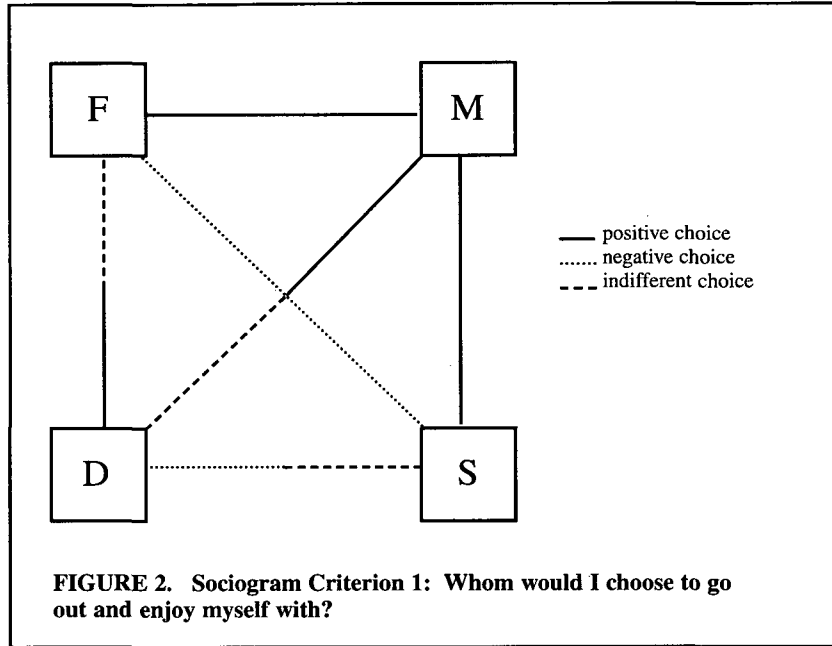 F
M
positive choice
negative choice
indifferent choice
D
S
FIGURE 2. Sociogram Criterion 1: Whom would I choose to go
out and enjoy myself with?